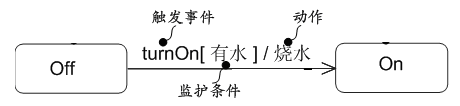 触发事件
动作
turnOn[ 有水 ] / 烧水
Off
On
监护条件